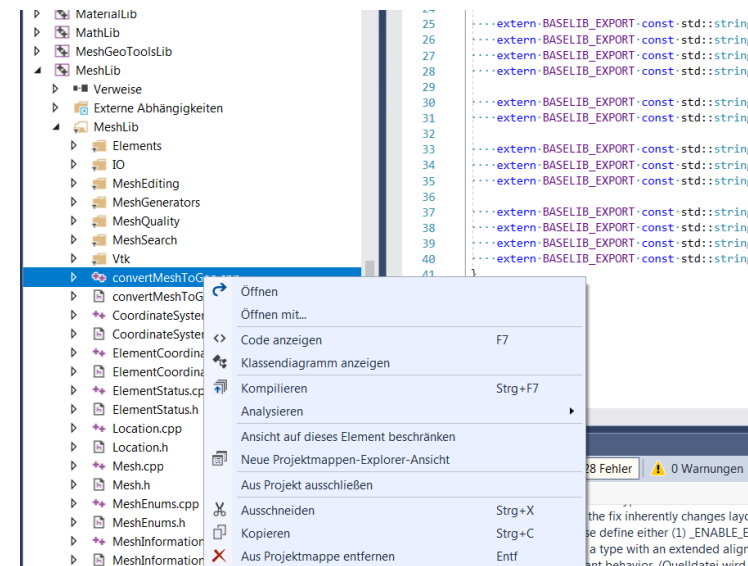 MaterialLib
MathLib
MeshGeoToolsLib
MeshLib
Verweise
Externe Abhängigkeiten
MeshLib
Elements
IO
MeshEditing
MeshGenerators
MeshQuality
MeshSearch
Vtk
convertMeshToGeo.cpp
convertMeshToG
CoordinateSyster
CoordinateSyster
ElementCoordina
ElementCoordina
ElementStatus.cp
ElementStatus.h
Location.cpp
Location.h
Mesh.cpp
Mesh.h
MeshEnums.cpp
MeshEnums.h
MeshInformation
MeshInformation
25 extern BASELIB_EXPORT const std::string
26 extern BASELIB_EXPORT const std::string
27 extern BASELIB_EXPORT const std::string
28 extern BASELIB_EXPORT const std::string
29
30 extern BASELIB_EXPORT const std::string
31 extern BASELIB_EXPORT const std::string
32
33 extern BASELIB_EXPORT const std::string
34 extern BASELIB_EXPORT const std::string
35 extern BASELIB_EXPORT const std::string
36
37 extern BASELIB_EXPORT const std::string
38 extern BASELIB_EXPORT const std::string
39 extern BASELIB_EXPORT const std::string
40 extern BASELIB_EXPORT const std::string
41 }
Öffnen
Öffnen mit...
Code anzeigen F7
Klassendiagramm anzeigen
Kompilieren Strg+F7
Analysieren
Ansicht auf dieses Element beschränken
Neue Projektmappen-Explorer-Ansicht
Aus Projekt ausschließen
Ausschneiden Strg+X
Kopieren Strg+C
Aus Projektmappe entfernen Entf
28 Fehler 0 Warnungen
the fix inherently changes layo
se define either (1) _ENABLE_E
a type with an extended align
ant behavior. (Quelldatei wird